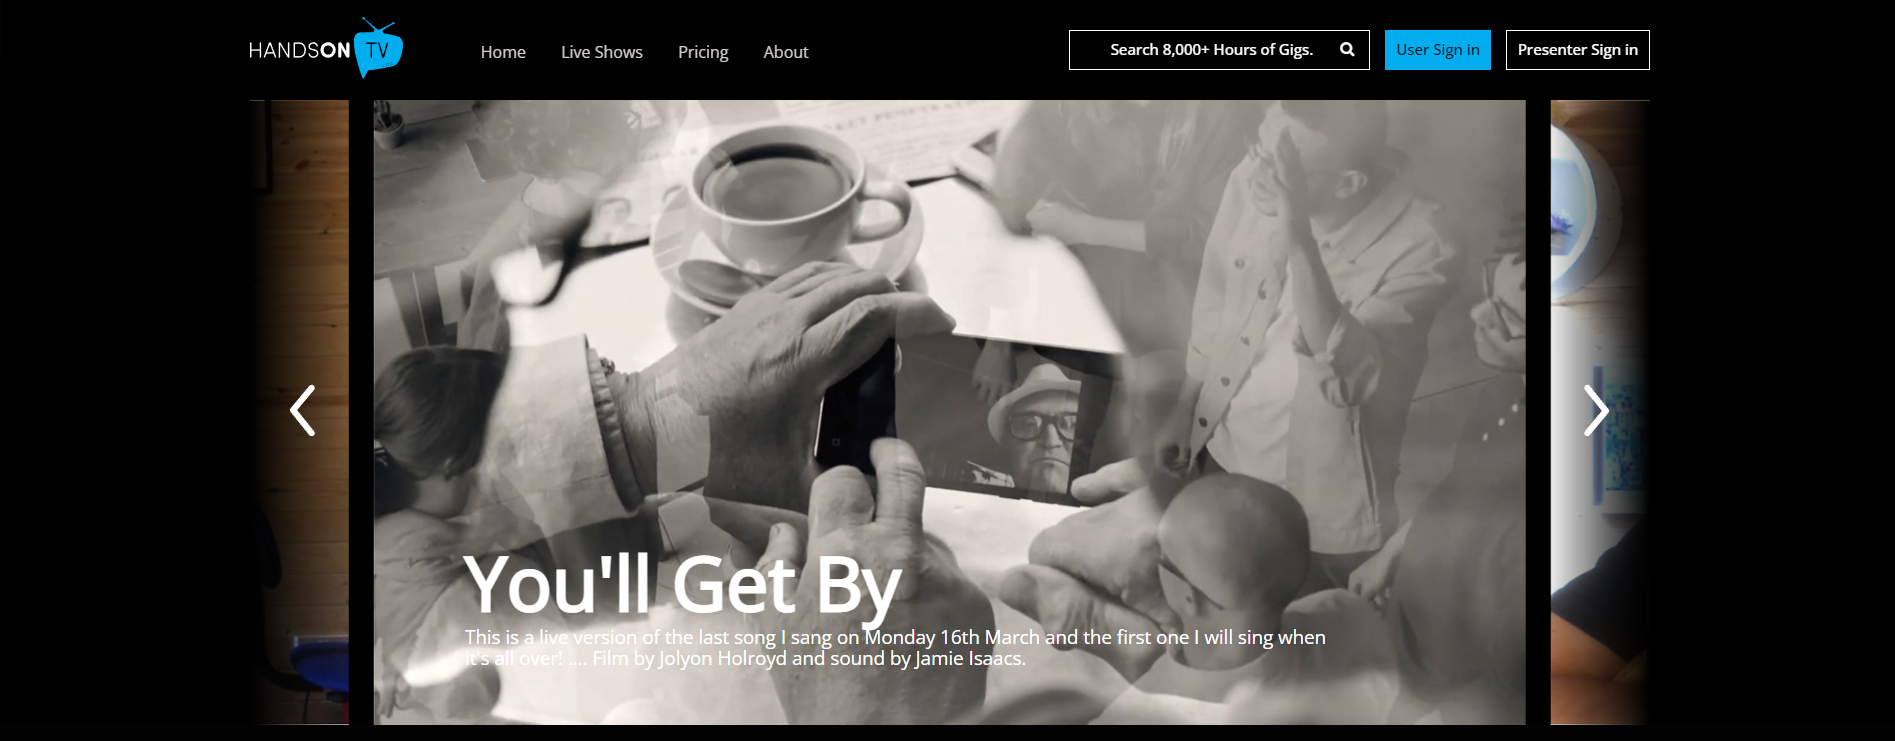 HANDSON TV
Home
Live Shows
Pricing
About
Search 8,000+ Hours of Gigs.
User Sign in
Presenter Sign in
You'll Get By
This is a live version of the last song I sang on Monday 16th March and the first one I will sing when
it's all over! .... Film by Jolyon Holroyd and sound by Jamie Isaacs.